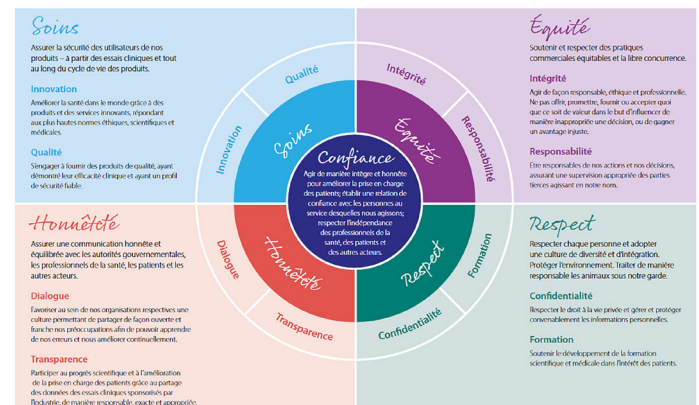 Soins
Assurer la sécurité des utilisateurs de nos
produits – à partir des essais cliniques et tout
au long du cycle de vie des produits.
Innovation
Améliorer la santé dans le monde grâce à des
produits et des services innovants, répondant
aux plus hautes normes éthiques, scientifiques et
médicales.
Qualité
S'engager à fournir des produits de qualité, ayant
démontré leur efficacité clinique et ayant un profil
de sécurité fiable.
Honnêteté
Assurer une communication honnête et
équilibrée avec les autorités gouvernementales,
les professionnels de la santé, les patients et les
autres acteurs.
Dialogue
Favoriser au sein de nos organisations respectives une
culture permettant de partager de façon ouverte et
franche nos préoccupations afin de pouvoir apprendre
de nos erreurs et nous améliorer continuellement.
Transparence
Participer au progrès scientifique et à l'amélioration
de la prise en charge des patients grâce au partage
des données des essais cliniques sponsorisés par
l'industrie, de manière responsable, exacte et appropriée.
Innovation
Qualité
Intégrité
Responsabilité
Soins
Équité
Confiance
Agir de manière intègre et honnête
pour améliorer la prise en charge
des patients; établir une relation de
confiance avec les personnes au
service desquelles nous agissons;
respecter l'indépendance
des professionnels de la
santé, des patients et
des autres acteurs.
Honnêteté
Respect
Dialogue
Transparence
Confidentialité
Formation
Équité
Soutenir et respecter des pratiques
commerciales équitables et la libre concurrence.
Intégrité
Agir de façon responsable, éthique et professionnelle.
Ne pas offrir, promettre, fournir ou accepter quoi
que ce soit de valeur dans le but d'influencer de
manière inappropriée une décision, ou de gagner
un avantage injuste.
Responsabilité
Etre responsables de nos actions et nos décisions,
assurant une supervision appropriée des parties
tierces agissant en notre nom.
Respect
Respecter chaque personne et adopter
une culture de diversité et d'intégration.
Protéger l'environnement. Traiter de manière
responsable les animaux sous notre garde.
Confidentialité
Respecter le droit à la vie privée et gérer et protéger
convenablement les informations personnelles.
Formation
Soutenir le développement de la formation
scientifique et médicale dans l'intérêt des patients.